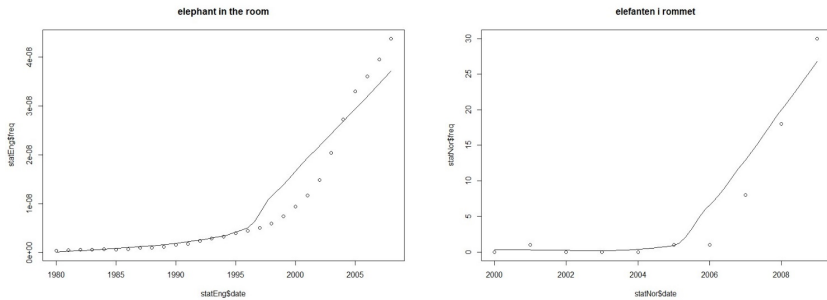 elephant in the room
statEng$freq
4e-08
3e-08
2e-08
1e-08
0e+00
1980 1985 1990 1995 2000 2005
statEng$date
elefanten i rommet
statNor$freq
30
25
20
15
10
5
0
2000 2002 2004 2006 2008
statNor$date